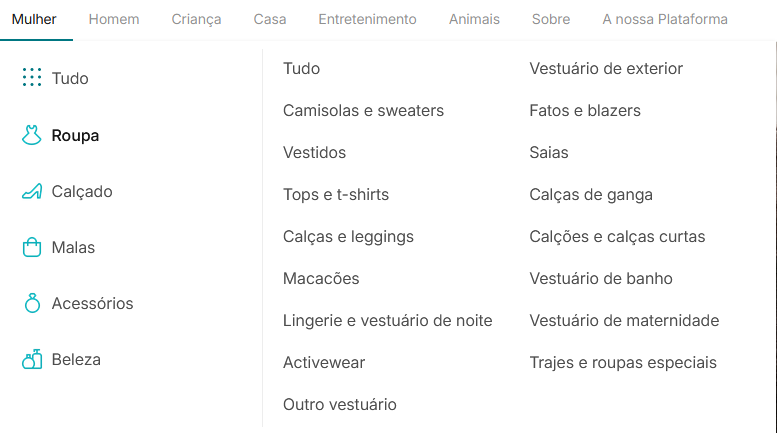 Mulher
Homem
Criança
Casa
Entretenimento
Animais
Sobre
A nossa Plataforma
Tudo
Roupa
Calçado
Malas
Acessórios
Beleza
Tudo
Camisolas e sweaters
Vestidos
Tops e t-shirts
Calças e leggings
Macacões
Lingerie e vestuário de noite
Activewear
Outro vestuário
Vestuário de exterior
Fatos e blazers
Saias
Calças de ganga
Calções e calças curtas
Vestuário de banho
Vestuário de maternidade
Trajes e roupas especiais